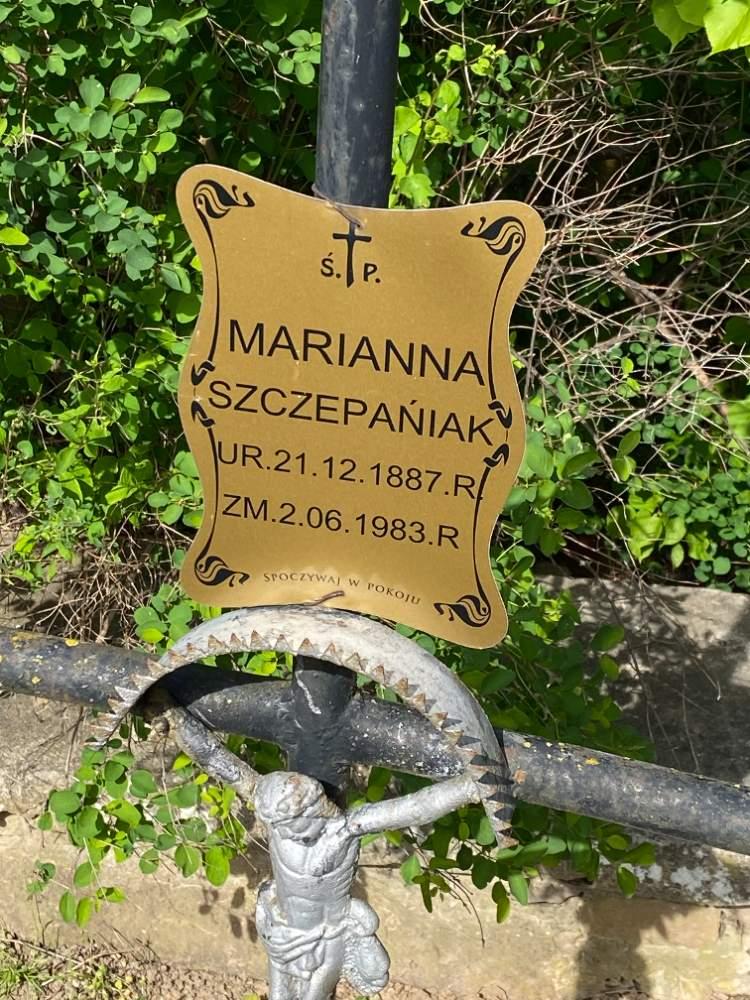 Ś. P.
MARIANNA
SZCZEPAŃIAK
UR.21.12.1887.R.
ZM.2.06.1983.R
SPOCZYWAJ W POKOJU